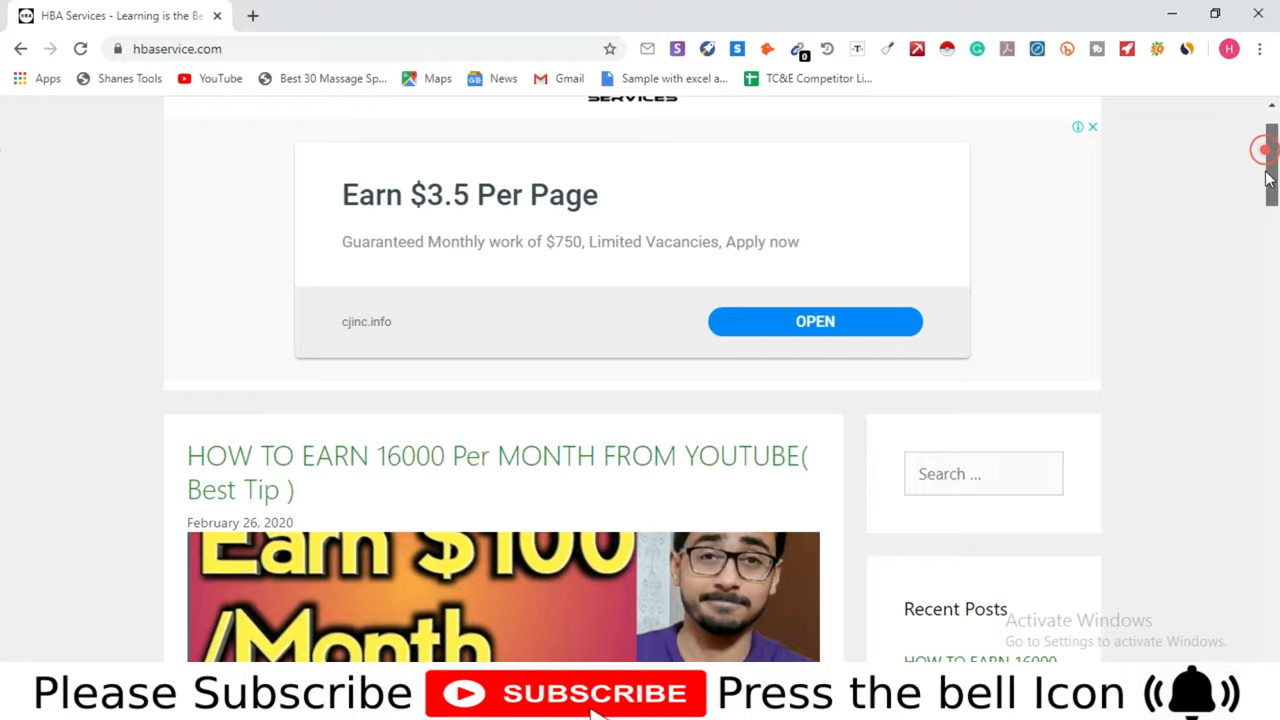 HBA Services - Learning is the Be
hbaservice.com
Apps
Shanes Tools
YouTube
Best 30 Massage Sp...
Maps
News
Gmail
Sample with excel a...
TC&E Competitor Li...
SERVICES
Earn $3.5 Per Page
Guaranteed Monthly work of $750, Limited Vacancies, Apply now
cjinc.info
OPEN
HOW TO EARN 16000 Per MONTH FROM YOUTUBE(
Best Tip )
February 26, 2020
Earn $100
/Month
Search ...
Recent Posts
HOW TO EARN 16000
Activate Windows
Go to Settings to activate Windows.
Please Subscribe
SUBSCRIBE
Press the bell Icon